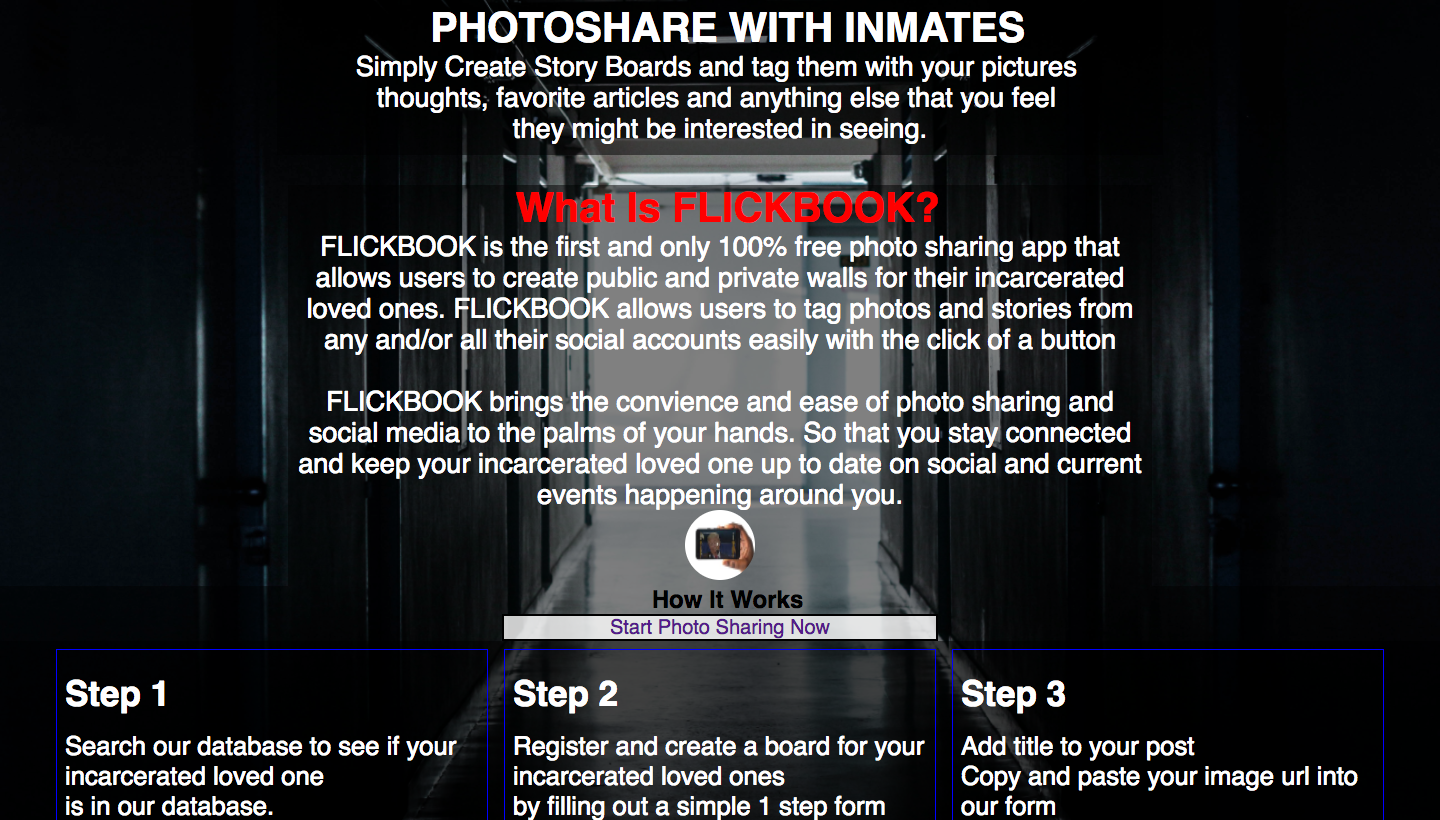 PHOTOSHARE WITH INMATES
Simply Create Story Boards and tag them with your pictures
thoughts, favorite articles and anything else that you feel
they might be interested in seeing.
What Is FLICKBOOK?
FLICKBOOK is the first and only 100% free photo sharing app that
allows users to create public and private walls for their incarcerated
loved ones. FLICKBOOK allows users to tag photos and stories from
any and/or all their social accounts easily with the click of a button
FLICKBOOK brings the convience and ease of photo sharing and
social media to the palms of your hands. So that you stay connected
and keep your incarcerated loved one up to date on social and current
events happening around you.
How It Works
Start Photo Sharing Now
Step 1
Search our database to see if your
incarcerated loved one
is in our database.
Step 2
Register and create a board for your
incarcerated loved ones
by filling out a simple 1 step form
Step 3
Add title to your post
Copy and paste your image url into
our form